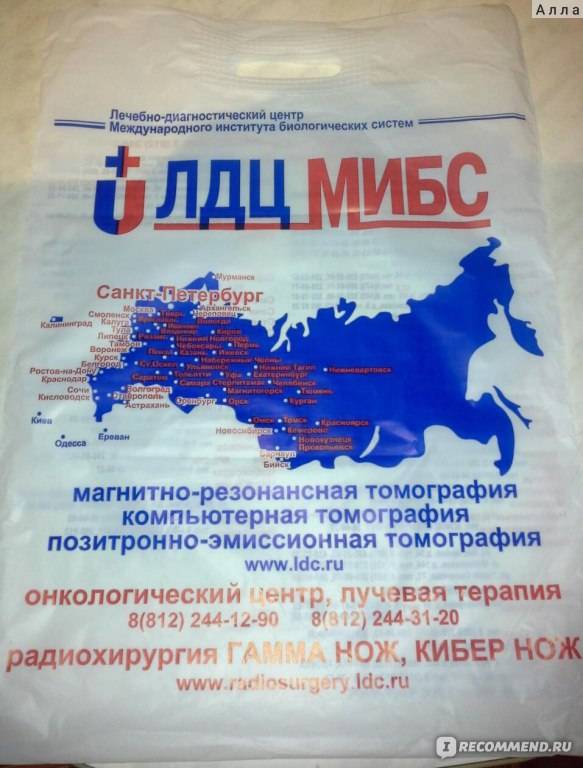 Алла
Лечебно-диагностический центр
Международного института биологических систем
ЛДЦ МИБС
Мурманск
Санкт-Петербург
Москва Архангельск
Смоленск Тверь Череповец
Калининград Калуга Ярославль Вологда
Тула Иваново
Липецк Рязань Владимир Киров
Тамбов Нижний Новгород
Воронеж Чебоксары Пермь
Курск Пенза Казань Ижевск
Белгород Набережные Челны
Ст.Оскол Ульяновск Нижний Тагил Нижневартовск
Ростов-на-Дону Тольятти Уфа Екатеринбург
Краснодар Саратов Самара Стерлитамак Челябинск
Сочи Волгоград Магнитогорск Тюмень
Кисловодск Ставрополь Оренбург Орск Курган
Астрахань
Киев Омск Томск Красноярск
Новосибирск Кемерово
Одесса Ереван Новокузнецк
Прокопьевск
Барнаул
Бийск
магнитно-резонансная томография
компьютерная томография
позитронно-эмиссионная томография
www.ldc.ru
онкологический центр, лучевая терапия
8(812) 244-12-90 8(812) 244-31-20
радиохирургия ГАММА НОЖ, КИБЕР НОЖ
www.radiosurgery.ldc.ru
IRECOMMEND.RU